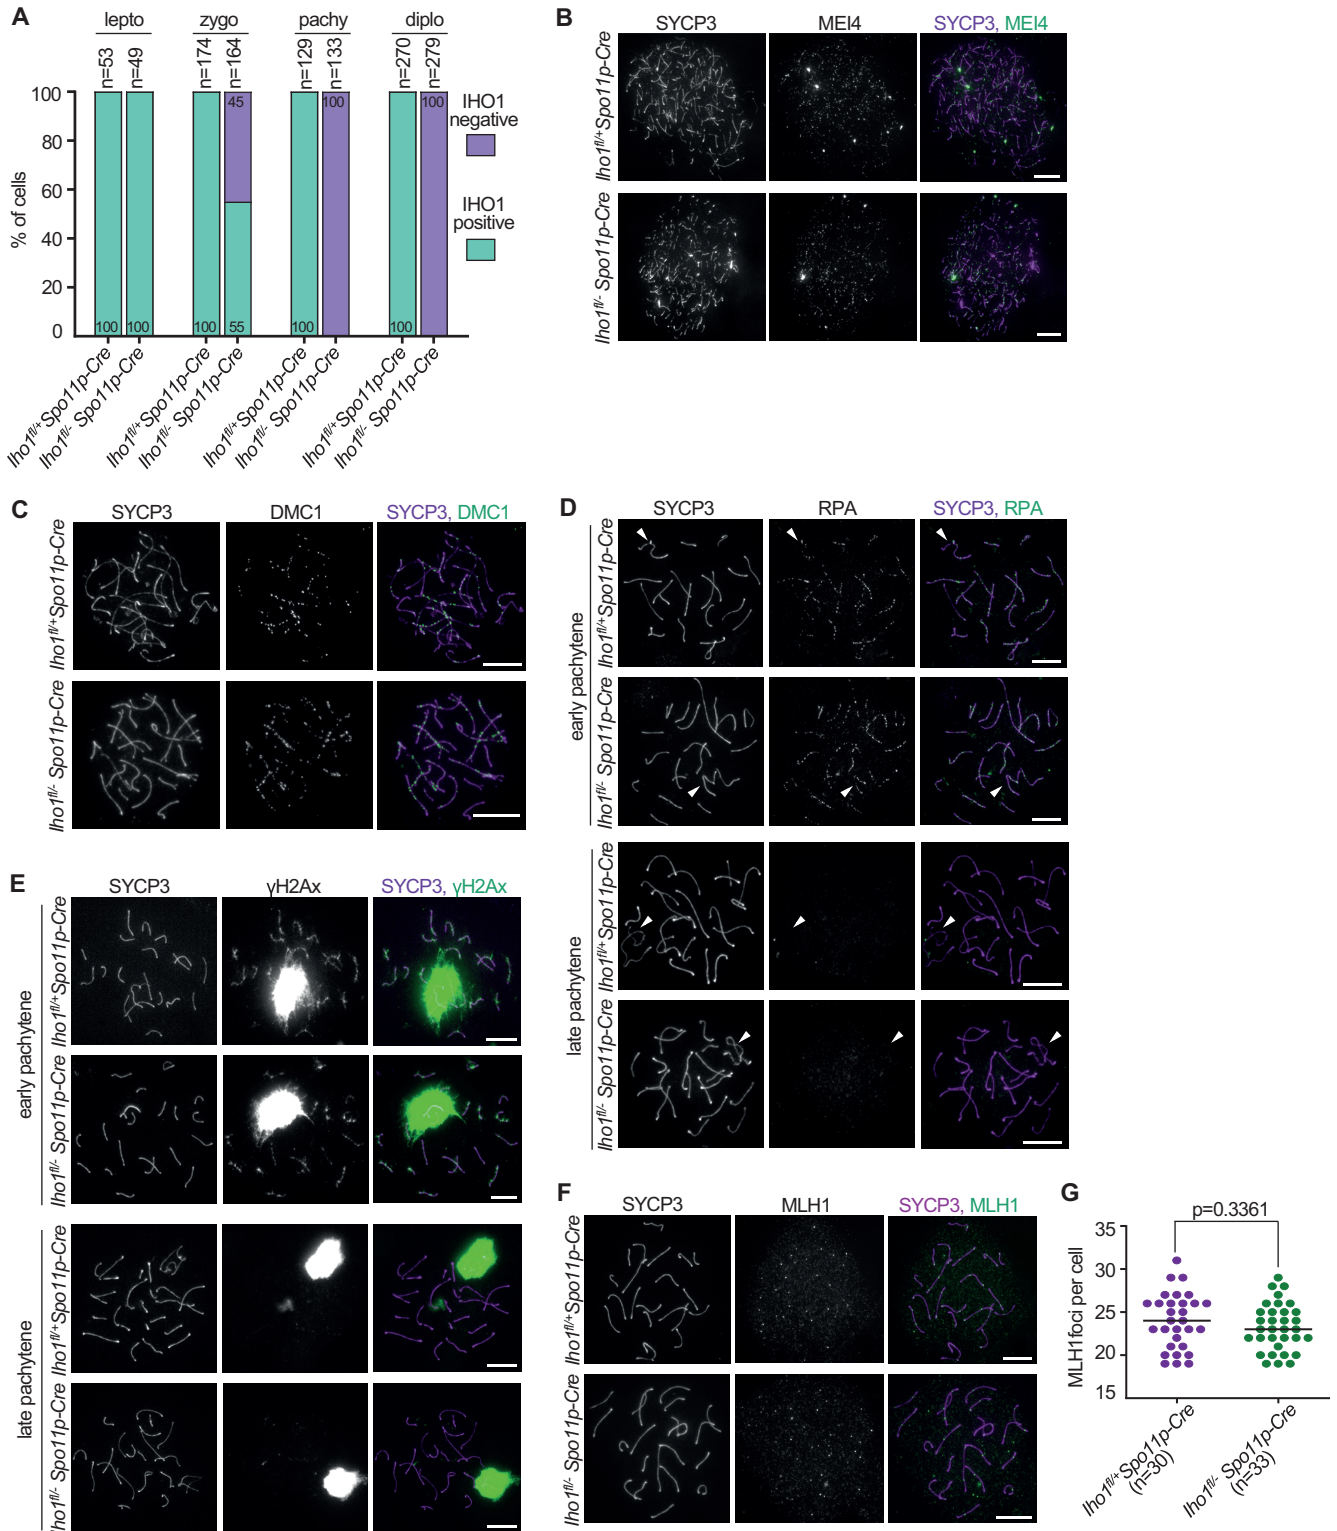 A
lepto zygo pachy diplo
n=53 n=49 n=174 n=164 n=129 n=133 n=270 n=279
100
80
60
40
20
0
% of cells
45 100 100
100 100 100 55 100 100
IHO1
negative
IHO1
positive
Iho1fl/+Spo11p-Cre
Iho1fl/- Spo11p-Cre
Iho1fl/+Spo11p-Cre
Iho1fl/- Spo11p-Cre
Iho1fl/+Spo11p-Cre
Iho1fl/- Spo11p-Cre
Iho1fl/+Spo11p-Cre
Iho1fl/- Spo11p-Cre
B
SYCP3 MEI4 SYCP3, MEI4
Iho1fl/+Spo11p-Cre
Iho1fl/- Spo11p-Cre
C
SYCP3 DMC1 SYCP3, DMC1
Iho1fl/+Spo11p-Cre
Iho1fl/- Spo11p-Cre
D
SYCP3 RPA SYCP3, RPA
early pachytene
Iho1fl/+Spo11p-Cre
Iho1fl/- Spo11p-Cre
late pachytene
Iho1fl/+Spo11p-Cre
Iho1fl/- Spo11p-Cre
E
SYCP3 γH2Ax SYCP3, γH2Ax
early pachytene
Iho1fl/+Spo11p-Cre
Iho1fl/- Spo11p-Cre
late pachytene
Iho1fl/+Spo11p-Cre
Iho1fl/- Spo11p-Cre
F
SYCP3 MLH1 SYCP3, MLH1
Iho1fl/+Spo11p-Cre
Iho1fl/- Spo11p-Cre
G
p=0.3361
35
30
25
20
15
MLH1foci per cell
Iho1fl/+Spo11p-Cre
(n=30)
Iho1fl/- Spo11p-Cre
(n=33)